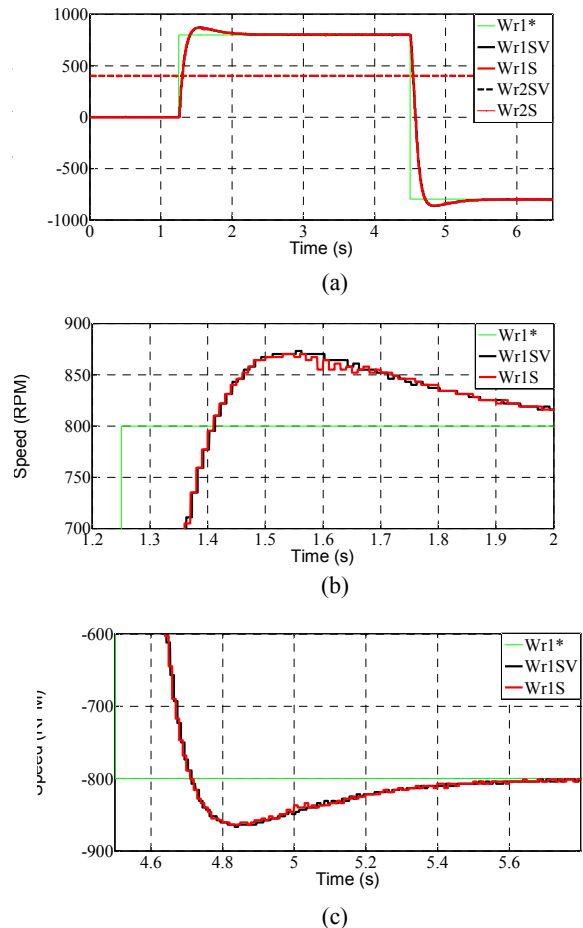 1000
500
0
-500
-1000
Wr1*
Wr1SV
Wr1S
Wr2SV
Wr2S
0 1 2 3 4 5 6
Time (s)
(a)
Speed (RPM)
900
850
800
750
700
Wr1*
Wr1SV
Wr1S
1.2 1.3 1.4 1.5 1.6 1.7 1.8 1.9 2
Time (s)
(b)
-600
-700
-800
-900
Wr1*
Wr1SV
Wr1S
4.6 4.8 5 5.2 5.4 5.6
Time (s)
(c)